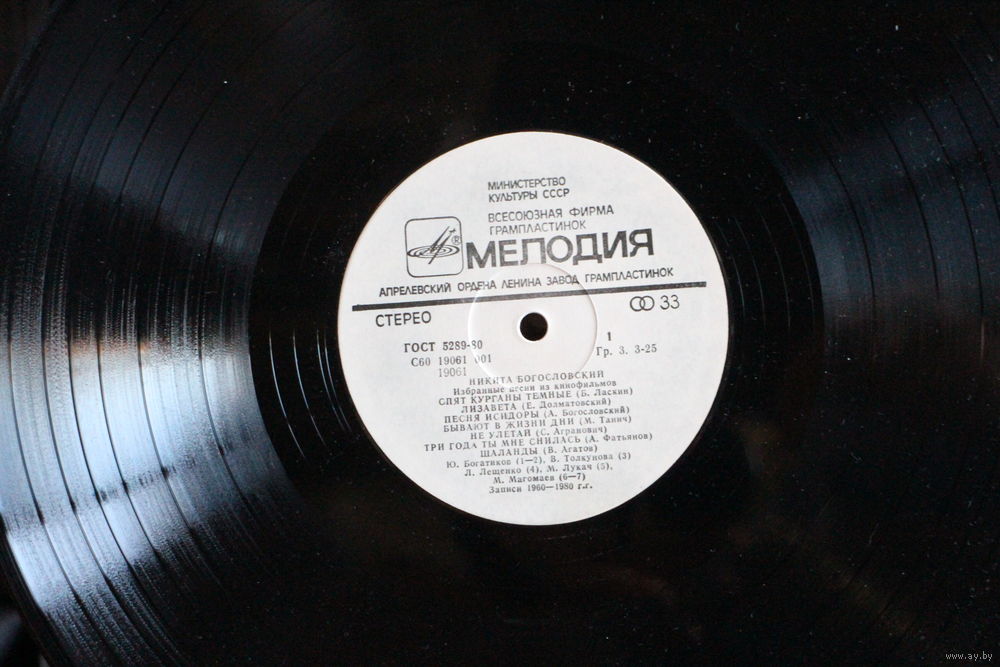 МИНИСТЕРСТВО
КУЛЬТУРЫ СССР
ВСЕСОЮЗНАЯ ФИРМА
ГРАМПЛАСТИНОК
®
МЕЛОДИЯ
АПРЕЛЕВСКИЙ ОРДЕНА ЛЕНИНА ЗАВОД ГРАМПЛАСТИНОК
СТЕРЕО 33
ГОСТ 5289-80 1
С60 19061 001 Гр. 3. 3-25
19061
НИКИТА БОГОСЛОВСКИЙ
Избранные песни из кинофильмов
СПЯТ КУРГАНЫ ТЕМНЫЕ (Б. Ласкин)
ЛИЗАВЕТА (Е. Долматовский)
ПЕСНЯ ИСИДОРЫ (А. Богословский)
БЫВАЮТ В ЖИЗНИ ДНИ (М. Танич)
НЕ УЛЕТАЙ (С. Агранович)
ТРИ ГОДА ТЫ МНЕ СНИЛАСЬ (А. Фатьянов)
ШАЛАНДЫ (В. Агатов)
Ю. Богатиков (1—2), В. Толкунова (3)
Л. Лещенко (4), М. Лукач (5),
М. Магомаев (6—7)
Записи 1960—1980 г.г.
www.ay.by